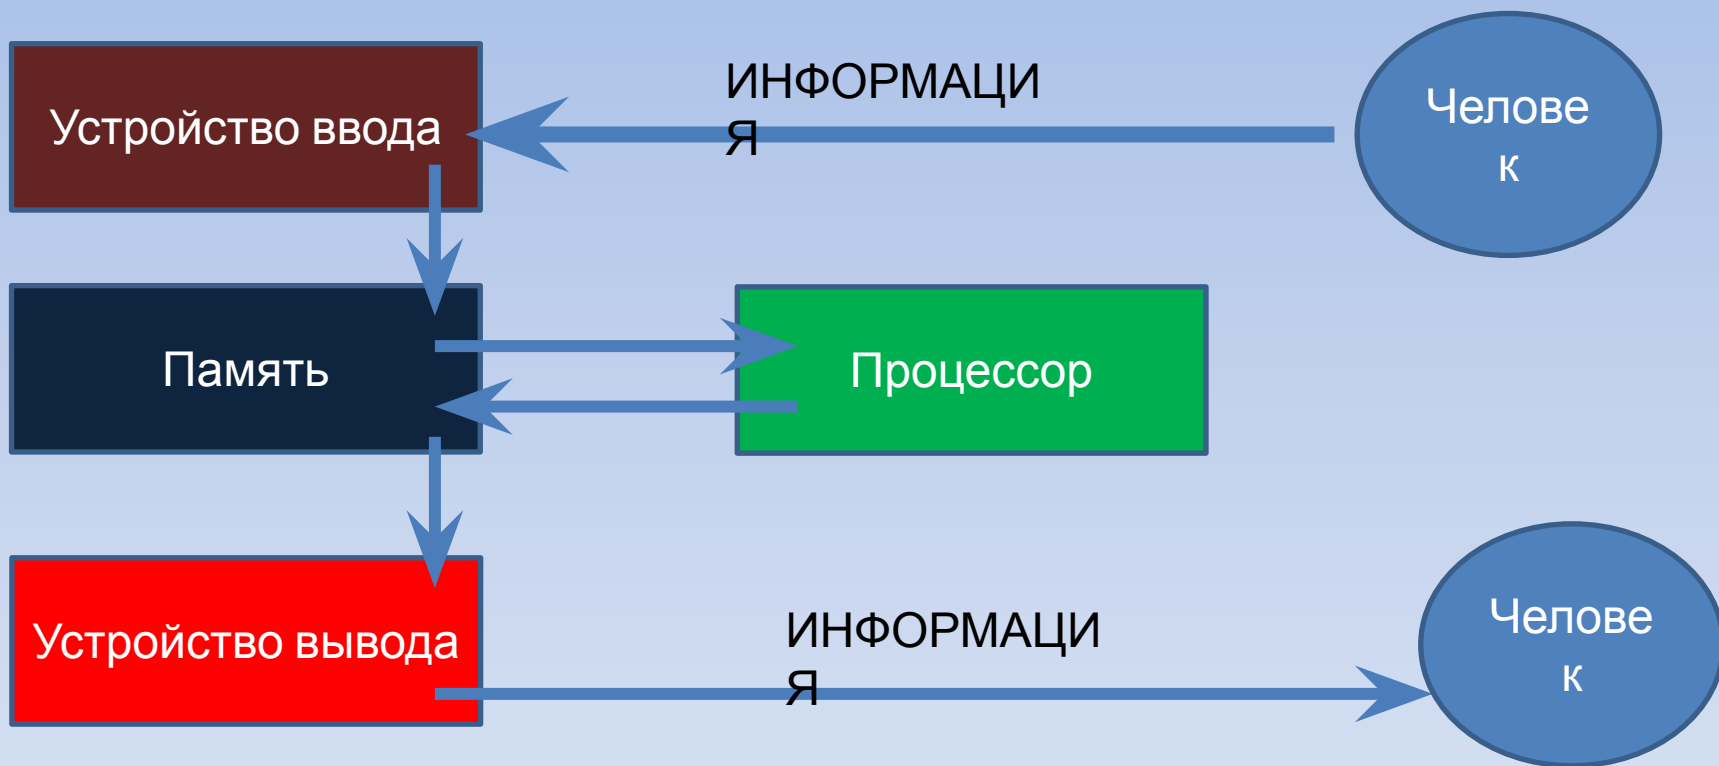 Устройство ввода
ИНФОРМАЦИ
Я
Челове
к
Память
Процессор
Устройство вывода
ИНФОРМАЦИ
Я
Челове
к